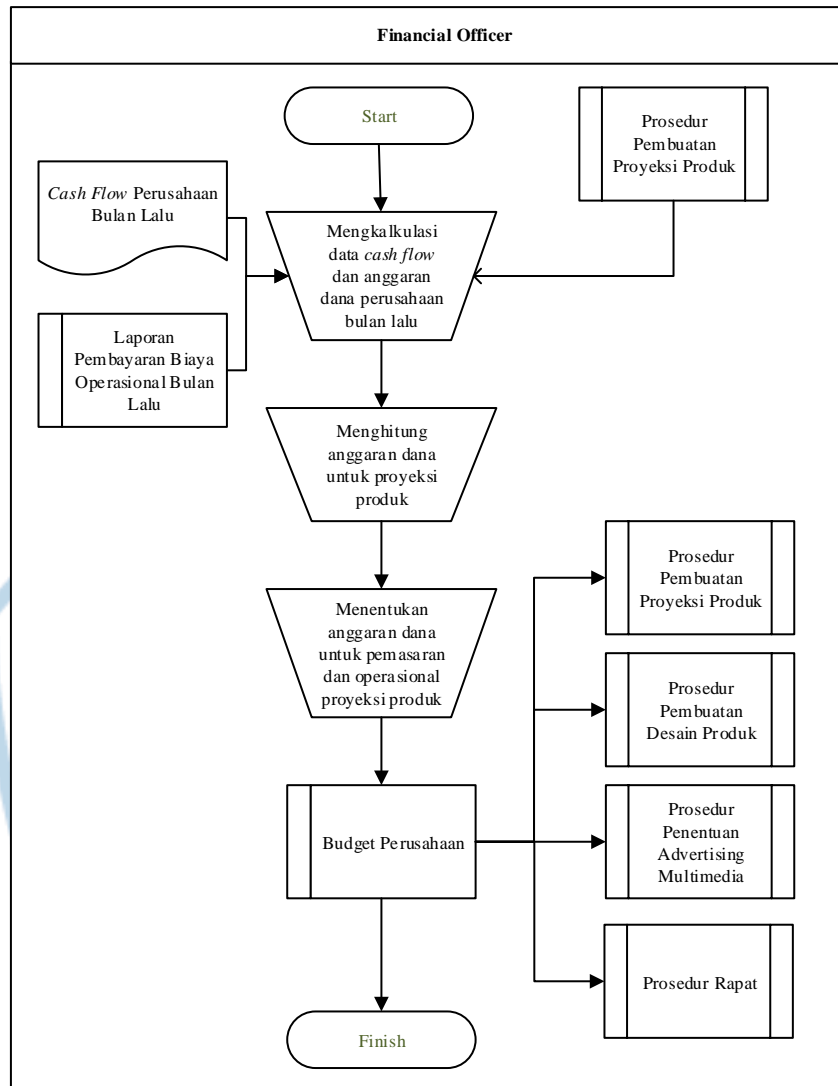 Financial Officer
Start
Prosedur
Pembuatan
Proyeksi Produk
Cash Flow Perusahaan
Bulan Lalu
Mengkalkulasi
data cash flow
dan anggaran
dana perusahaan
bulan lalu
Laporan
Pembayaran Biaya
Operasional Bulan
Lalu
Menghitung
anggaran dana
untuk proyeksi
produk
Menentukan
anggaran dana
untuk pemasaran
dan operasional
proyeksi produk
Prosedur
Pembuatan
Proyeksi Produk
Prosedur
Pembuatan
Desain Produk
Budget Perusahaan
Prosedur
Penentuan
Advertising
Multimedia
Prosedur Rapat
Finish